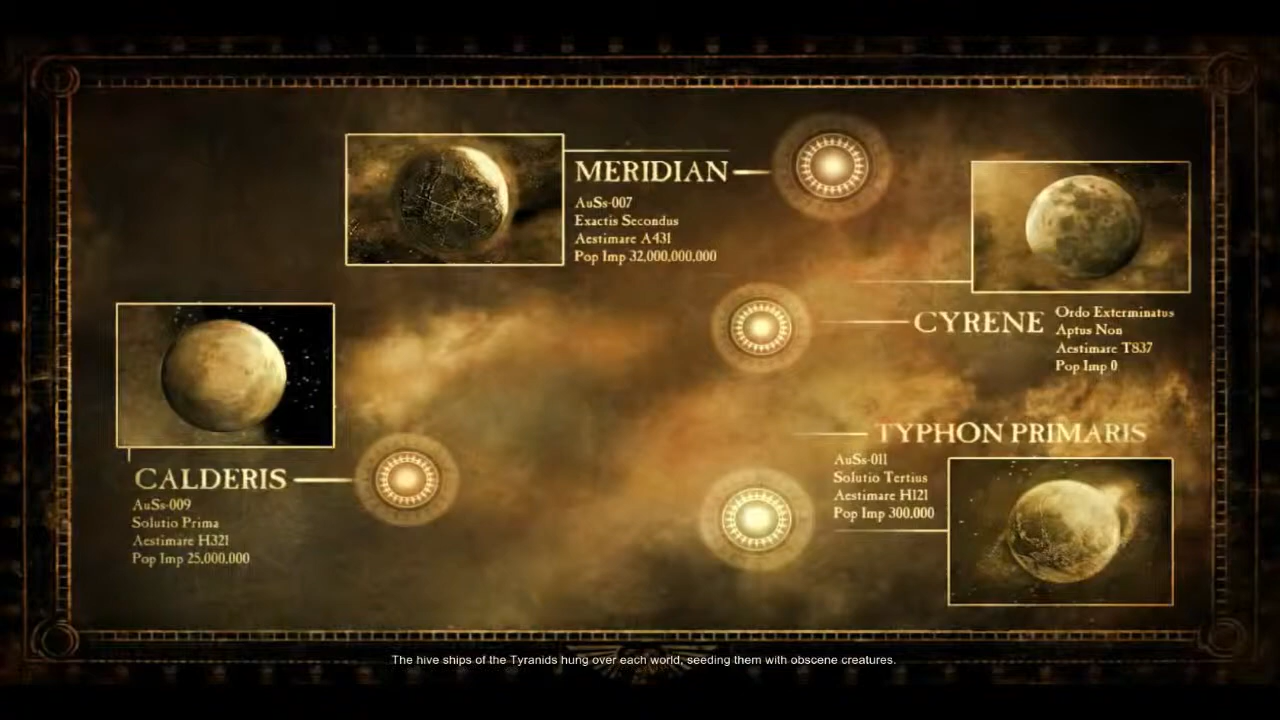 MERIDIAN
AuSs-007
Exactis Secondus
Aestimare A431
Pop Imp 32,000,000,000
CYRENE
Ordo Exterminatus
Aptus Non
Aestimare T837
Pop Imp 0
TYPHON PRIMARIS
AuSs-011
Solutio Tertius
Aestimare H121
Pop Imp 300,000
CALDERIS
AuSs-009
Solutio Prima
Aestimare H321
Pop Imp 25,000,000
The hive ships of the Tyranids hung over each world, seeding them with obscene creatures.